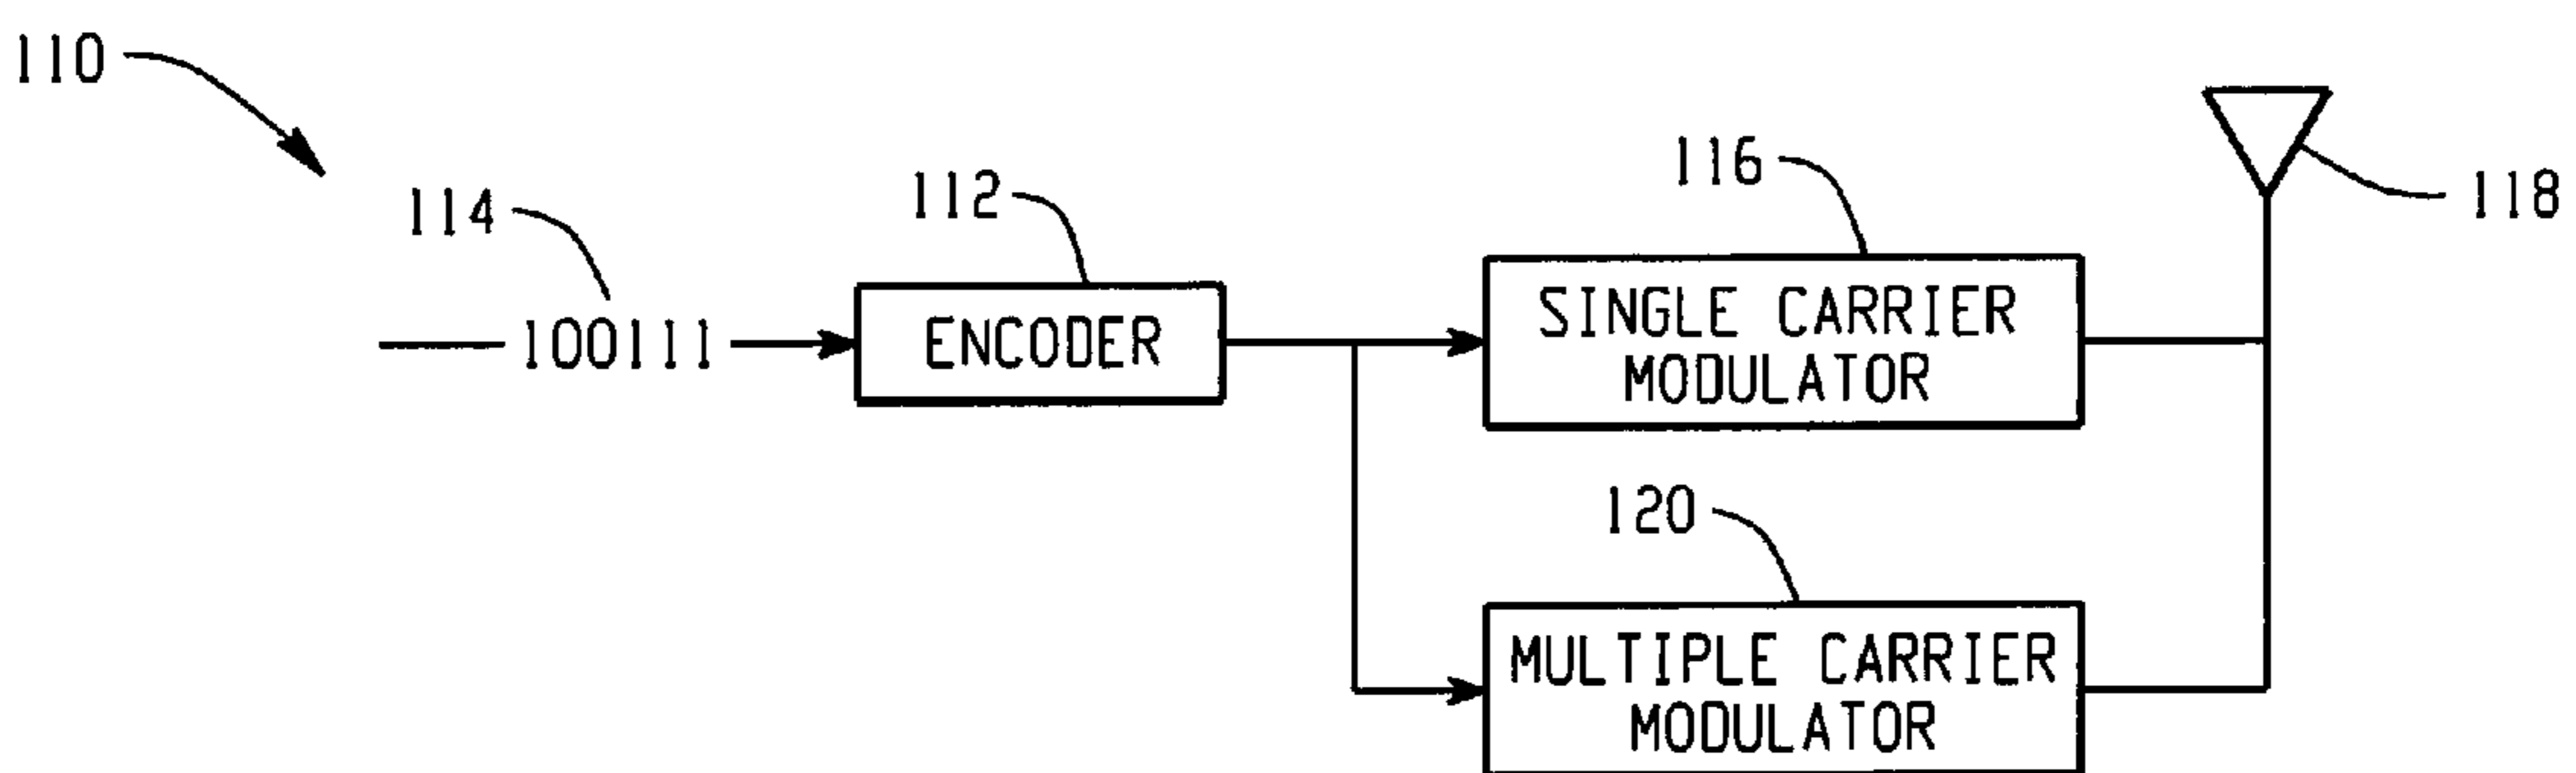 110
114
112
116
118
100111
ENCODER
SINGLE CARRIER
MODULATOR
120
MULTIPLE CARRIER
MODULATOR